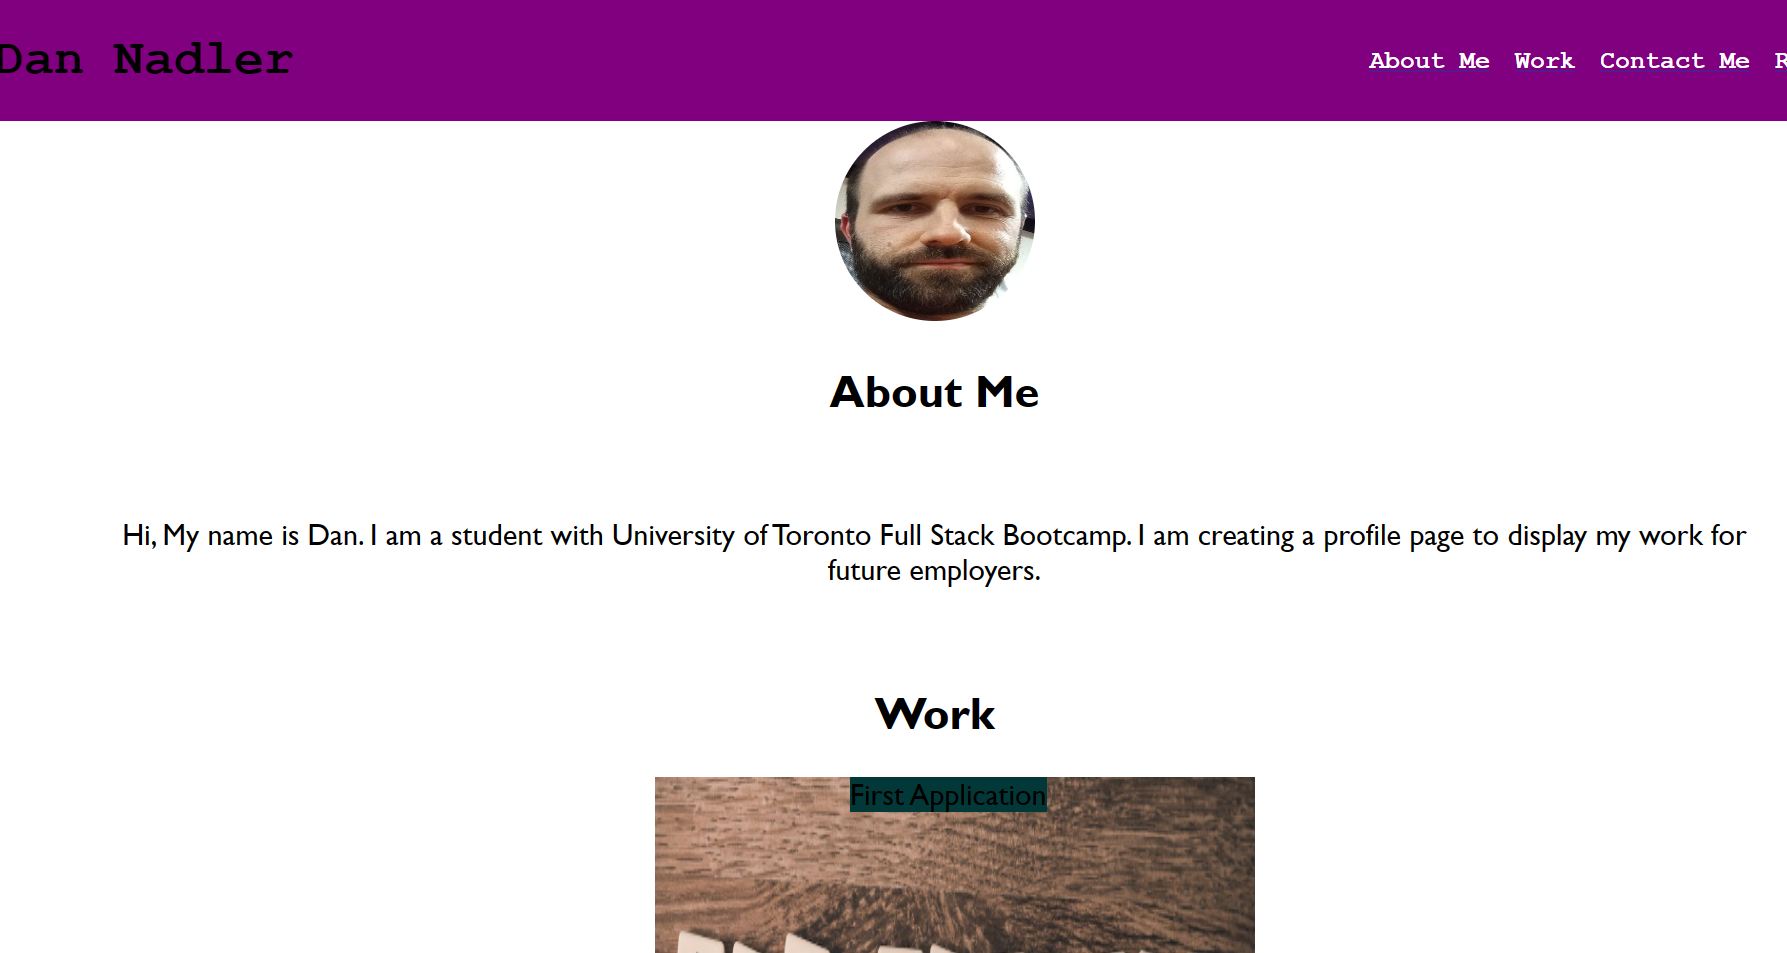 Dan Nadler
About Me Work Contact Me R
About Me
Hi, My name is Dan. I am a student with University of Toronto Full Stack Bootcamp. I am creating a profile page to display my work for
future employers.
Work
First Application